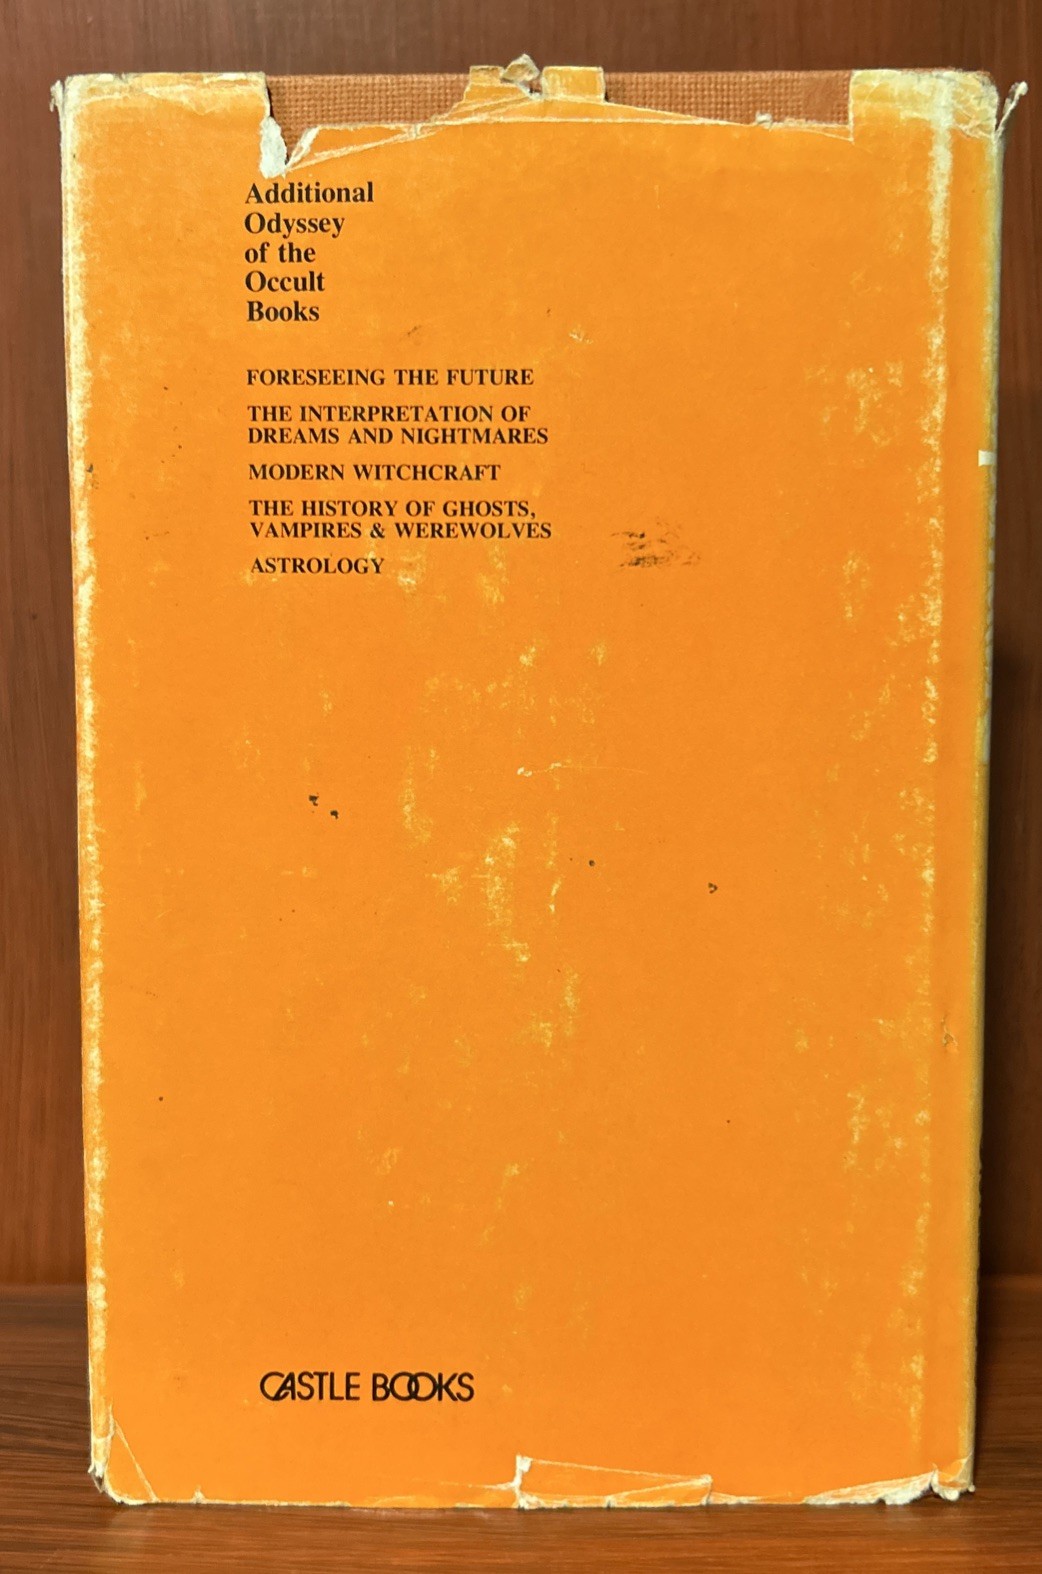 Additional
Odyssey
of the
Occult
Books
FORESEEING THE FUTURE
THE INTERPRETATION OF
DREAMS AND NIGHTMARES
MODERN WITCHCRAFT
THE HISTORY OF GHOSTS,
VAMPIRES & WEREWOLVES
ASTROLOGY
CASTLE BOOKS